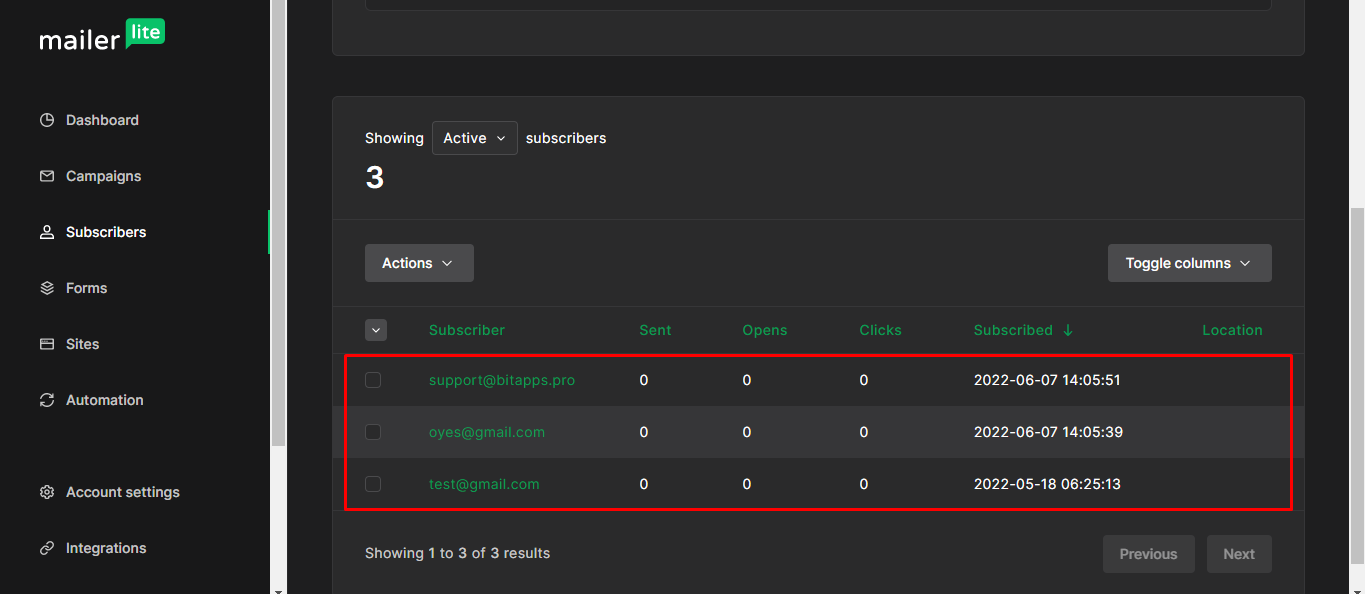 mailer lite
Dashboard
Campaigns
Subscribers
Forms
Sites
Automation
Account settings
Integrations
Showing Active subscribers
3
Actions Toggle columns
Subscriber Sent Opens Clicks Subscribed ↓ Location
support@bitapps.pro 0 0 0 2022-06-07 14:05:51
oyes@gmail.com 0 0 0 2022-06-07 14:05:39
test@gmail.com 0 0 0 2022-05-18 06:25:13
Showing 1 to 3 of 3 results Previous Next